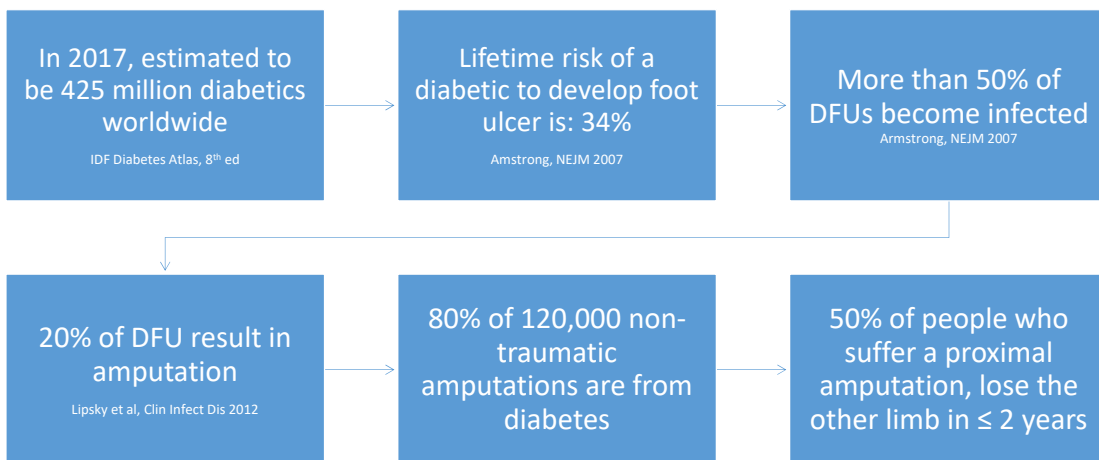 In 2017, estimated to
be 425 million diabetics
worldwide
IDF Diabetes Atlas, 8th ed
Lifetime risk of a
diabetic to develop foot
ulcer is: 34%
Amstrong, NEJM 2007
More than 50% of
DFUs become infected
Armstrong, NEJM 2007
20% of DFU result in
amputation
Lipsky et al, Clin Infect Dis 2012
80% of 120,000 non-
traumatic
amputations are from
diabetes
50% of people who
suffer a proximal
amputation, lose the
other limb in ≤ 2 years